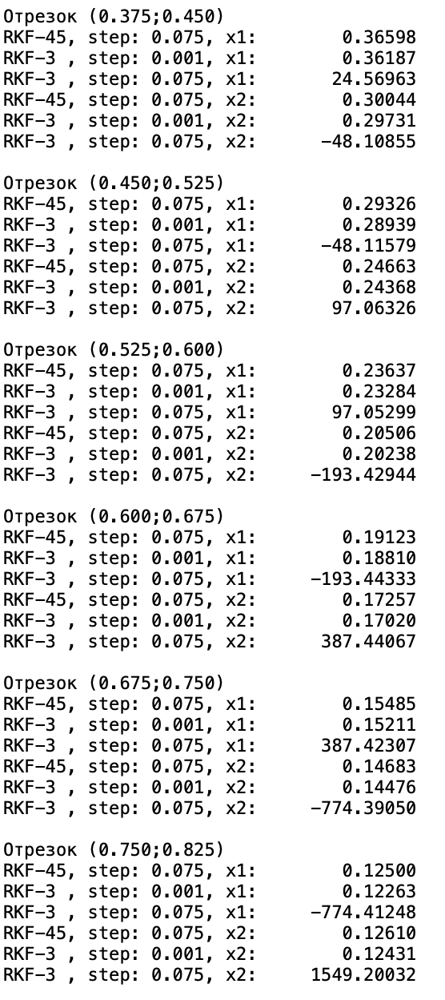 Отрезок (0.375;0.450)
RKF-45, step: 0.075, x1: 0.36598
RKF-3 , step: 0.001, x1: 0.36187
RKF-3 , step: 0.075, x1: 24.56963
RKF-45, step: 0.075, x2: 0.30044
RKF-3 , step: 0.001, x2: 0.29731
RKF-3 , step: 0.075, x2: -48.10855
Отрезок (0.450;0.525)
RKF-45, step: 0.075, x1: 0.29326
RKF-3 , step: 0.001, x1: 0.28939
RKF-3 , step: 0.075, x1: -48.11579
RKF-45, step: 0.075, x2: 0.24663
RKF-3 , step: 0.001, x2: 0.24368
RKF-3 , step: 0.075, x2: 97.06326
Отрезок (0.525;0.600)
RKF-45, step: 0.075, x1: 0.23637
RKF-3 , step: 0.001, x1: 0.23284
RKF-3 , step: 0.075, x1: 97.05299
RKF-45, step: 0.075, x2: 0.20506
RKF-3 , step: 0.001, x2: 0.20238
RKF-3 , step: 0.075, x2: -193.42944
Отрезок (0.600;0.675)
RKF-45, step: 0.075, x1: 0.19123
RKF-3 , step: 0.001, x1: 0.18810
RKF-3 , step: 0.075, x1: -193.44333
RKF-45, step: 0.075, x2: 0.17257
RKF-3 , step: 0.001, x2: 0.17020
RKF-3 , step: 0.075, x2: 387.44067
Отрезок (0.675;0.750)
RKF-45, step: 0.075, x1: 0.15485
RKF-3 , step: 0.001, x1: 0.15211
RKF-3 , step: 0.075, x1: 387.42307
RKF-45, step: 0.075, x2: 0.14683
RKF-3 , step: 0.001, x2: 0.14476
RKF-3 , step: 0.075, x2: -774.39050
Отрезок (0.750;0.825)
RKF-45, step: 0.075, x1: 0.12500
RKF-3 , step: 0.001, x1: 0.12263
RKF-3 , step: 0.075, x1: -774.41248
RKF-45, step: 0.075, x2: 0.12610
RKF-3 , step: 0.001, x2: 0.12431
RKF-3 , step: 0.075, x2: 1549.20032